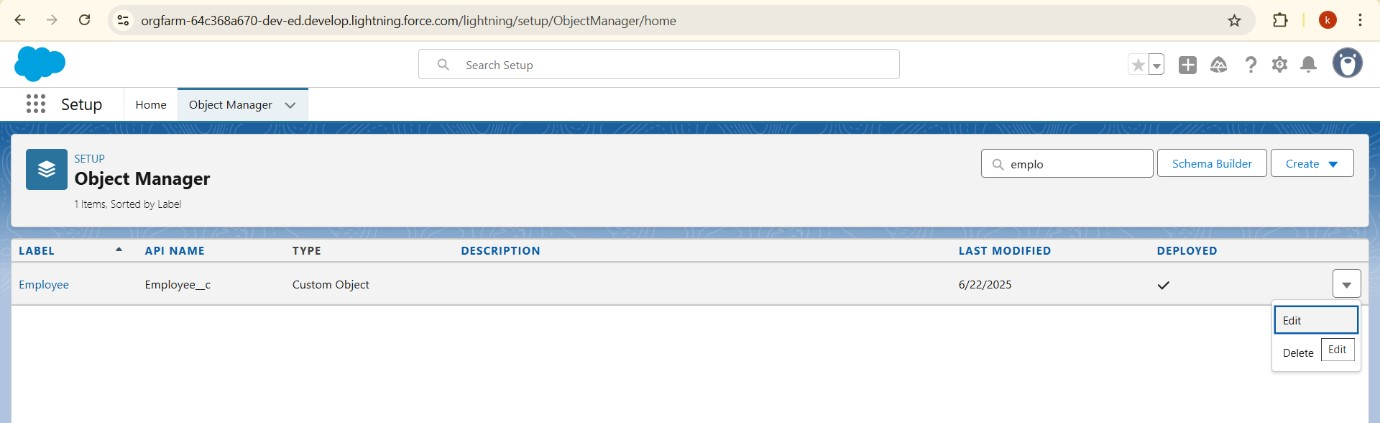 orgfarm-64c368a670-dev-ed.develop.lightning.force.com/lightning/setup/ObjectManager/home
k
Search Setup
Setup
Home
Object Manager
SETUP
Object Manager
1 Items, Sorted by Label
emplo
Schema Builder
Create
LABEL API NAME TYPE DESCRIPTION LAST MODIFIED DEPLOYED
Employee Employee__c Custom Object 6/22/2025
Edit
Delete
Edit